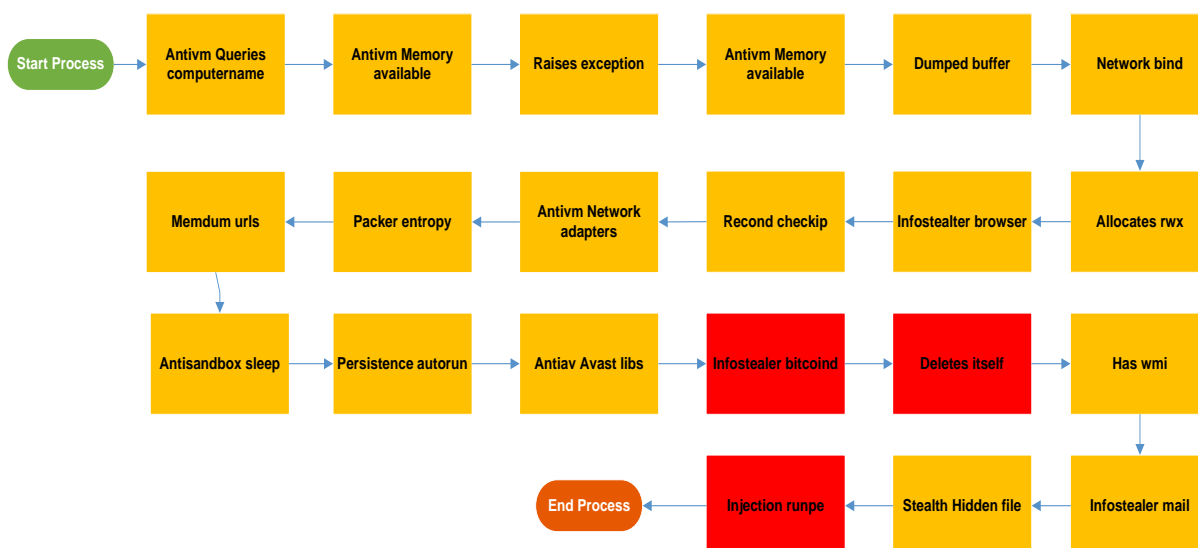 Start Process
Antivm Queries
computername
Antivm Memory
available
Raises exception
Antivm Memory
available
Dumped buffer
Network bind
Allocates rwx
Infostealter browser
Recond checkip
Antivm Network
adapters
Packer entropy
Memdum urls
Antisandbox sleep
Persistence autorun
Antiav Avast libs
Infostealer bitcoind
Deletes itself
Has wmi
Infostealer mail
Stealth Hidden file
Injection runpe
End Process